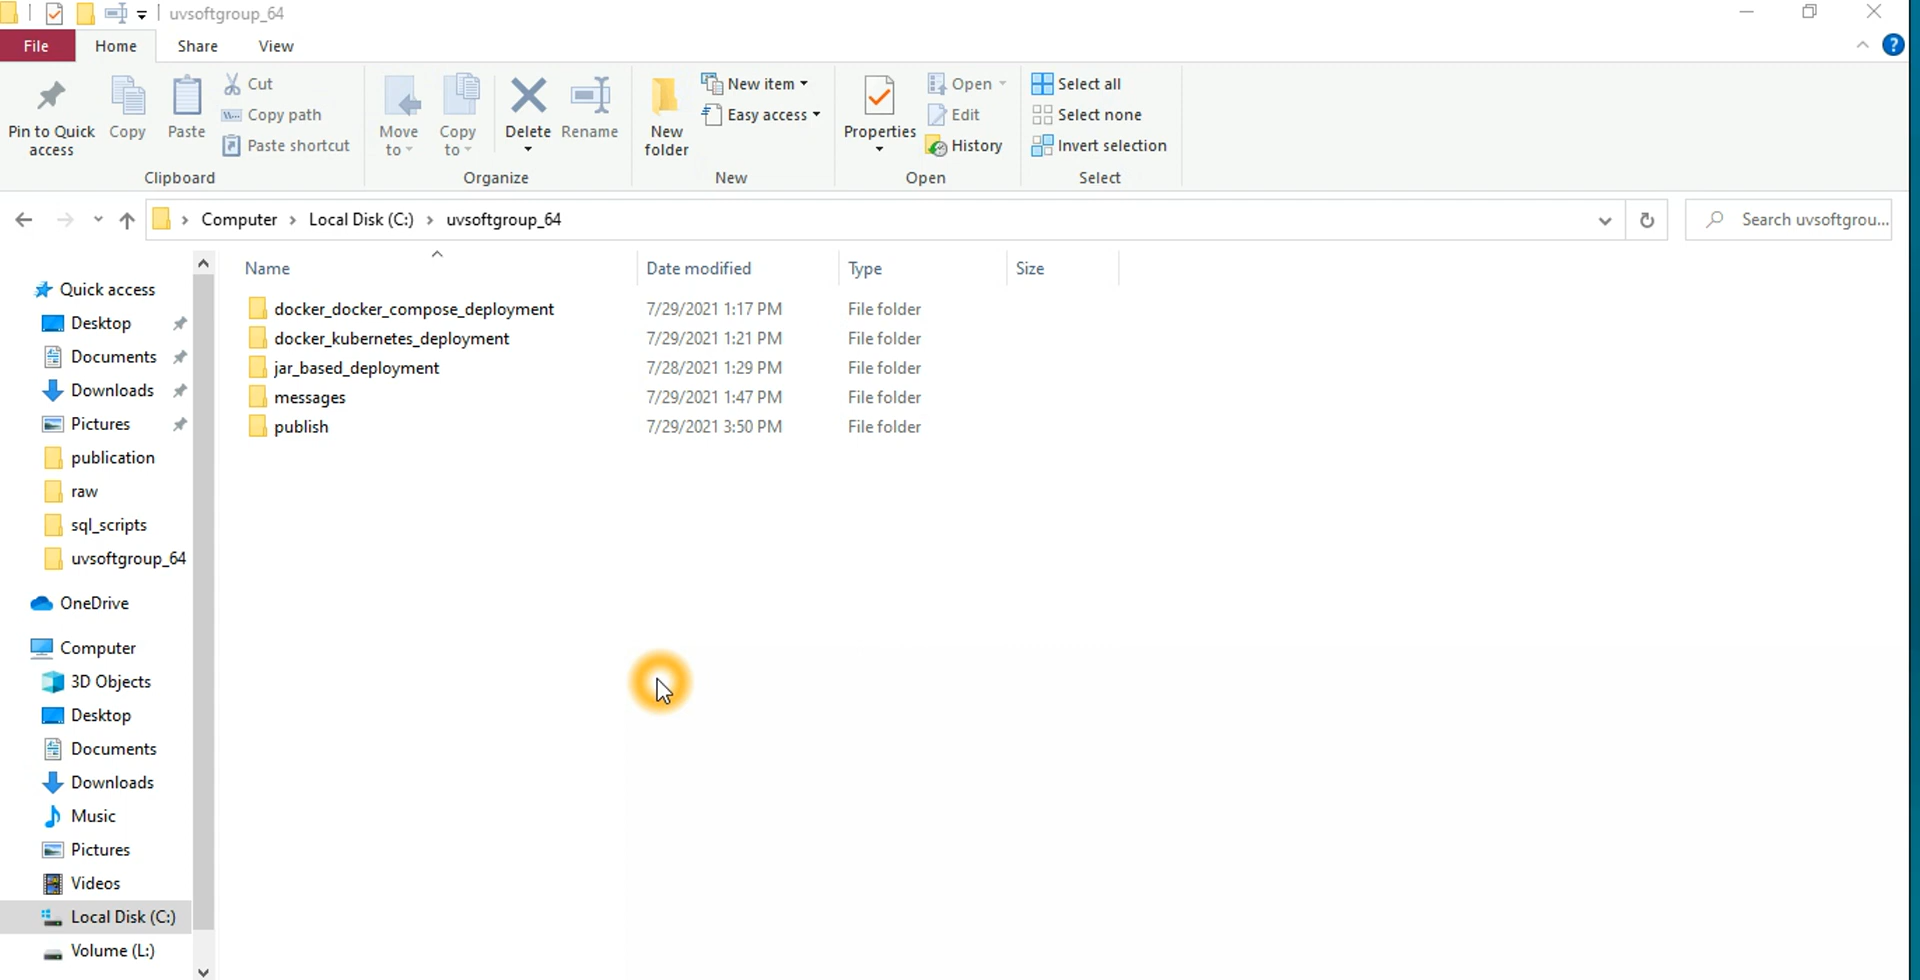 uvsoftgroup_64
File Home Share View
Pin to Quick access
Copy
Paste
Cut
Copy path
Paste shortcut
Clipboard
Move to
Copy to
Delete
Rename
Organize
New folder
New item
Easy access
New
Properties
Open
Edit
History
Open
Select all
Select none
Invert selection
Select
Computer Local Disk (C:) uvsoftgroup_64
Search uvsoftgrou...
Quick access
Desktop
Documents
Downloads
Pictures
publication
raw
sql_scripts
uvsoftgroup_64
OneDrive
Computer
3D Objects
Desktop
Documents
Downloads
Music
Pictures
Videos
Local Disk (C:)
Volume (L:)
Name Date modified Type Size
docker_docker_compose_deployment 7/29/2021 1:17 PM File folder
docker_kubernetes_deployment 7/29/2021 1:21 PM File folder
jar_based_deployment 7/28/2021 1:29 PM File folder
messages 7/29/2021 1:47 PM File folder
publish 7/29/2021 3:50 PM File folder